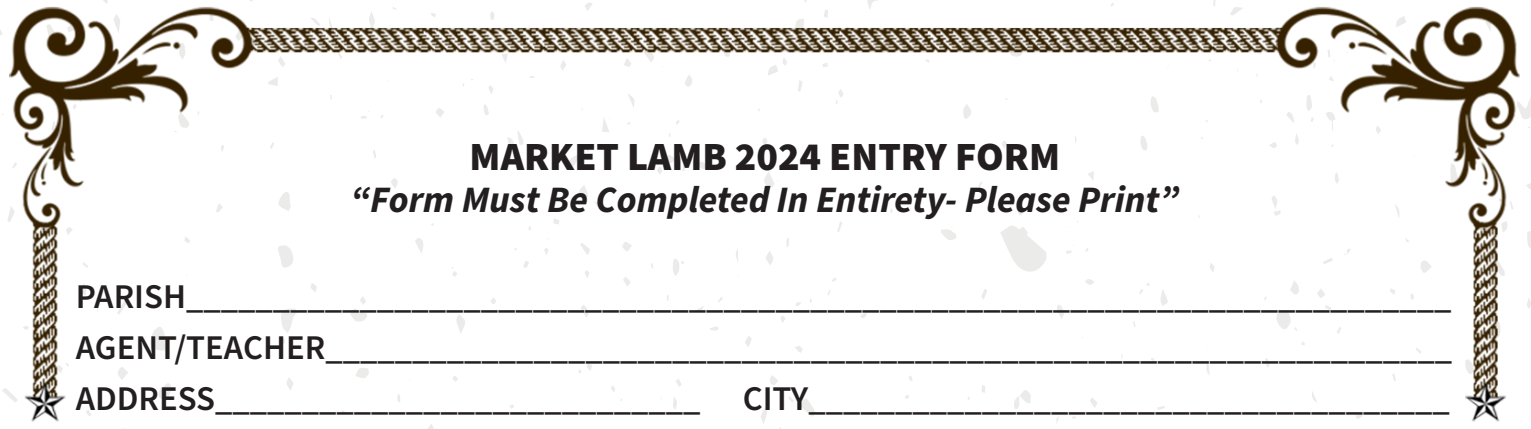 MARKET LAMB 2024 ENTRY FORM
“Form Must Be Completed In Entirety- Please Print”
PARISH
AGENT/TEACHER
ADDRESS CITY